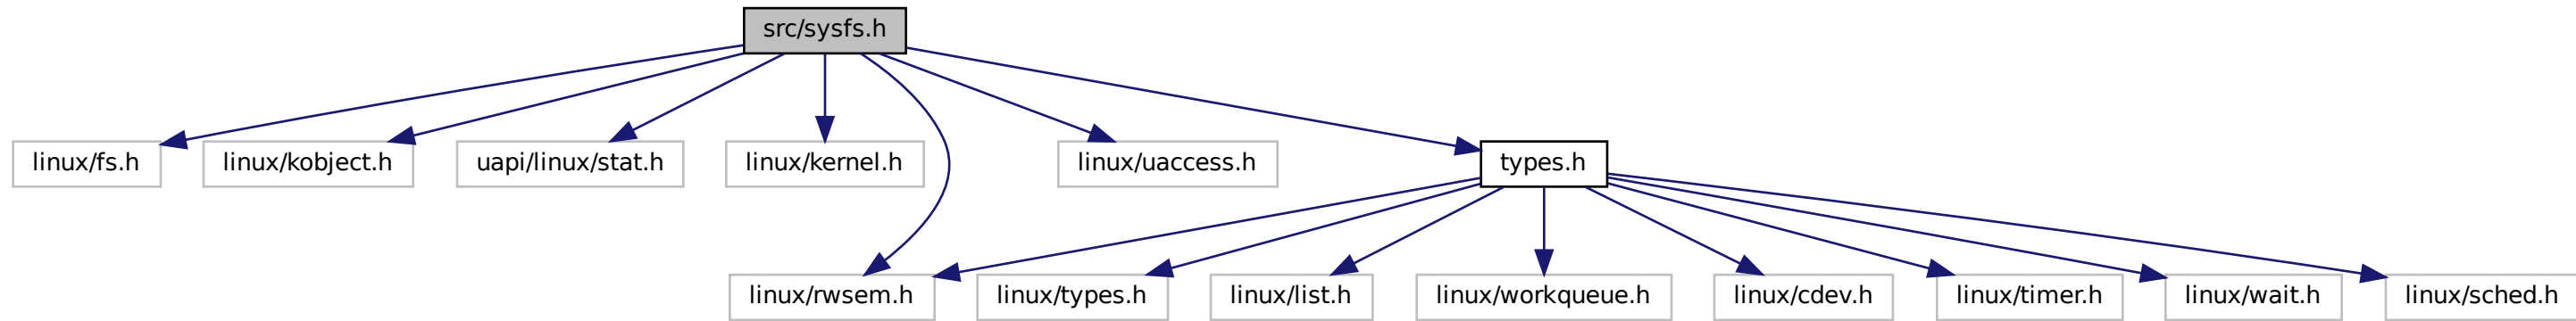 src/sysfs.h
linux/fs.h
linux/kobject.h
uapi/linux/stat.h
linux/kernel.h
linux/uaccess.h
types.h
linux/rwsem.h
linux/types.h
linux/list.h
linux/workqueue.h
linux/cdev.h
linux/timer.h
linux/wait.h
linux/sched.h